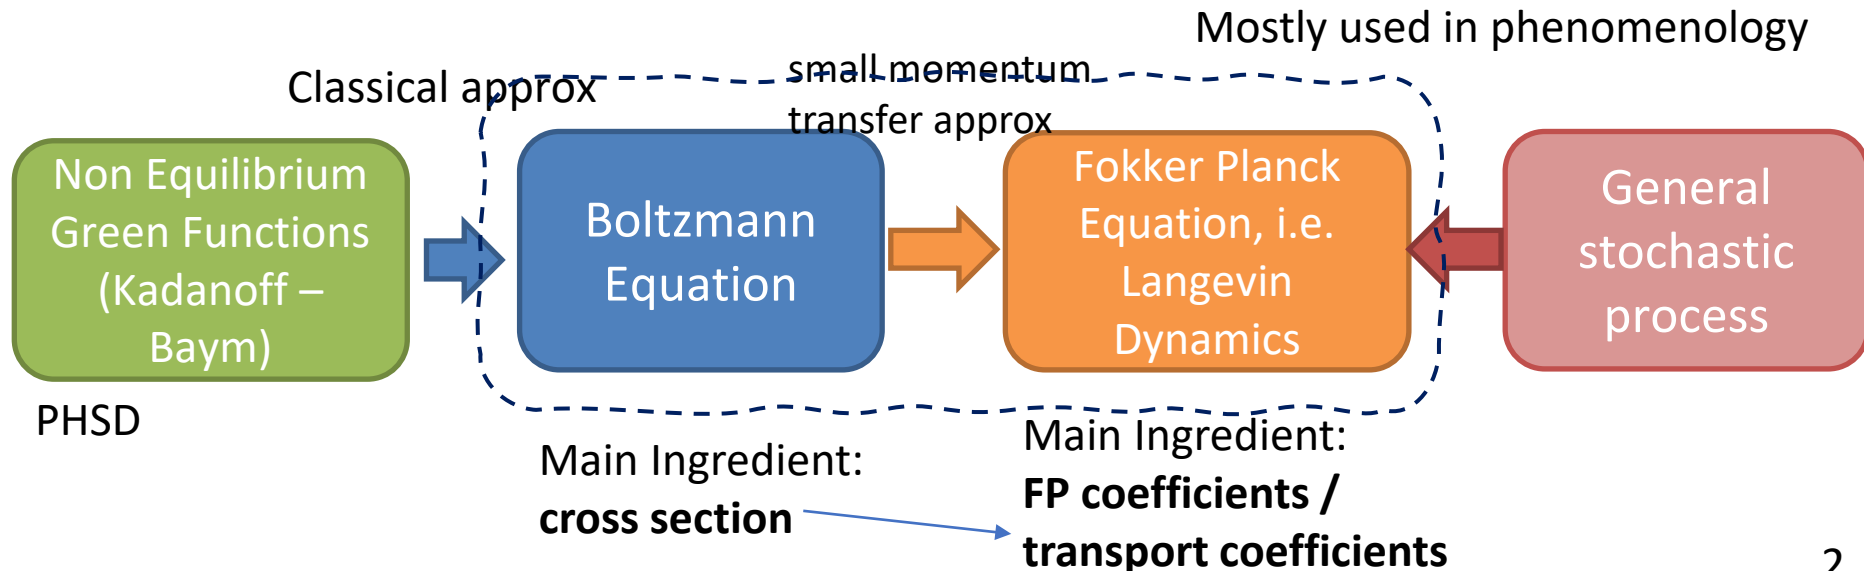 Mostly used in phenomenology
Classical approx
small momentum
transfer approx
Non Equilibrium
Green Functions
(Kadanoff –
Baym)
Boltzmann
Equation
Fokker Planck
Equation, i.e.
Langevin
Dynamics
General
stochastic
process
PHSD
Main Ingredient:
cross section
Main Ingredient:
FP coefficients /
transport coefficients
2